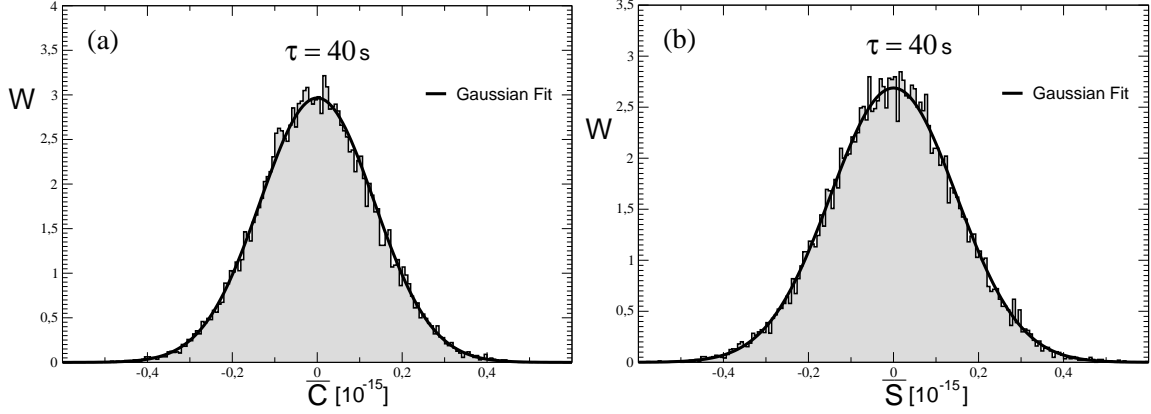 (a)
τ = 40 s
W
Gaussian Fit
4
3,5
3
2,5
2
1,5
1
0,5
0
-0,4 -0,2 0 0,2 0,4
C̅ [10⁻¹⁵]
(b)
τ = 40 s
W
Gaussian Fit
3,5
3
2,5
2
1,5
1
0,5
0
-0,4 -0,2 0 0,2 0,4
S̅ [10⁻¹⁵]